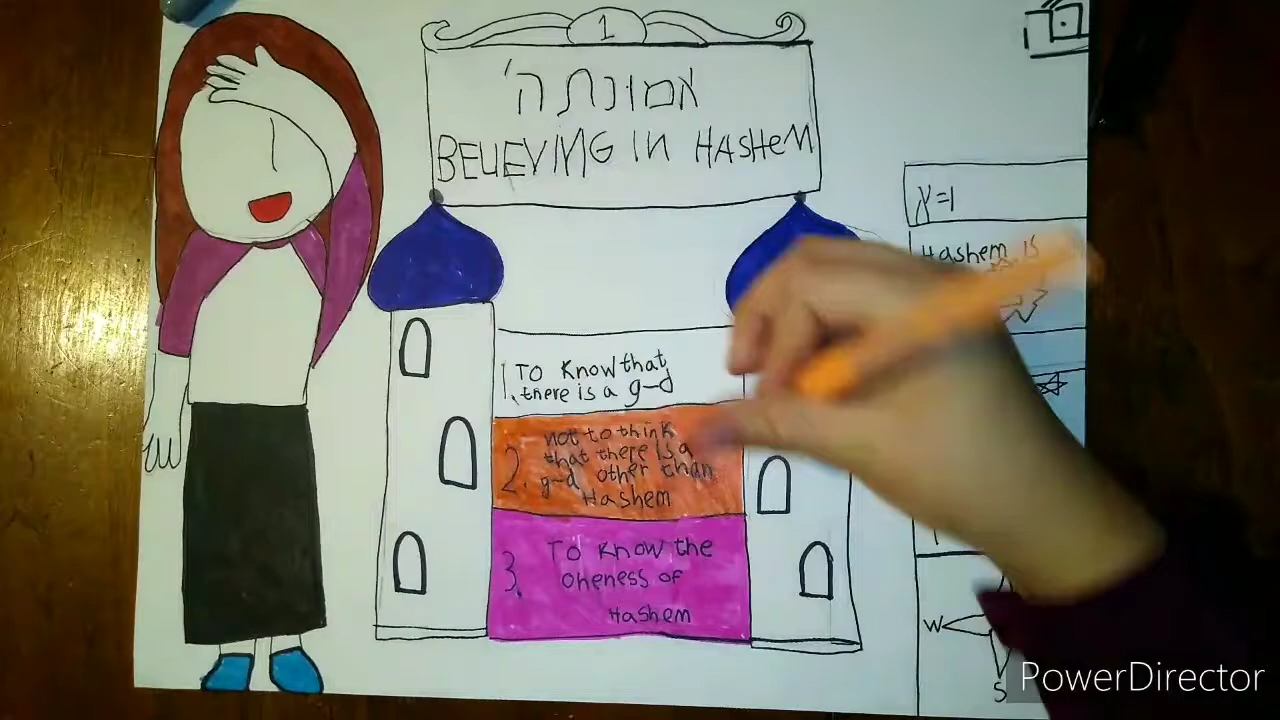 1
אמונת ה'
BELIEVING IN HASHEM
1. TO Know that
there is a g-d
2. not to think
that there is a
g-d other than
Hashem
3. TO Know the
Oneness of
Hashem
א=1
Hashem is
W
S
PowerDirector